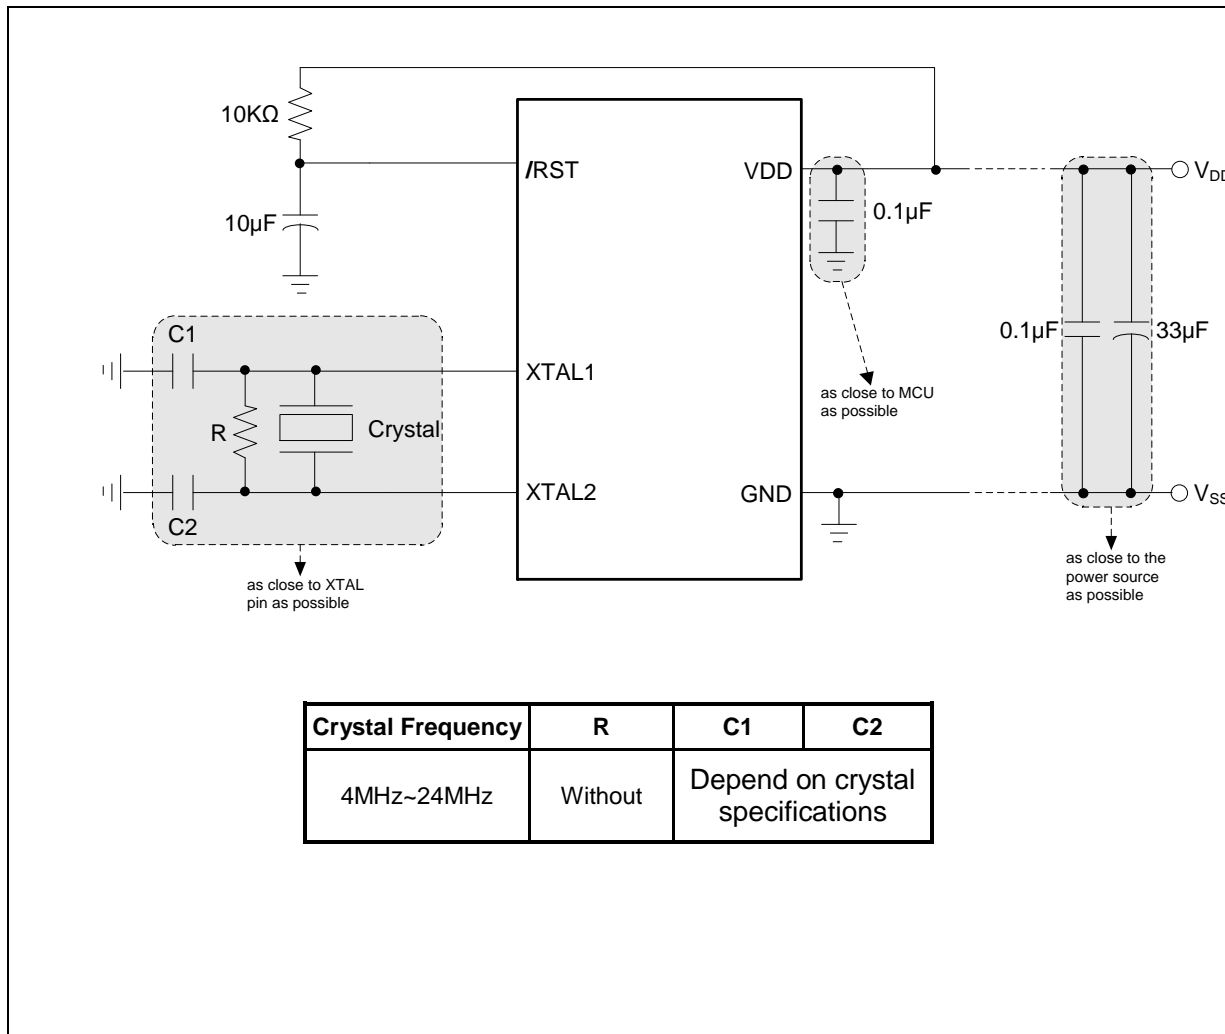 10KΩ
/RST
VDD
V_DD
10µF
0.1µF
C1
0.1µF
33µF
XTAL1
as close to MCU
as possible
R
Crystal
XTAL2
GND
V_SS
C2
as close to XTAL
pin as possible
as close to the
power source
as possible
Crystal Frequency R C1 C2
4MHz~24MHz Without Depend on crystal
specifications